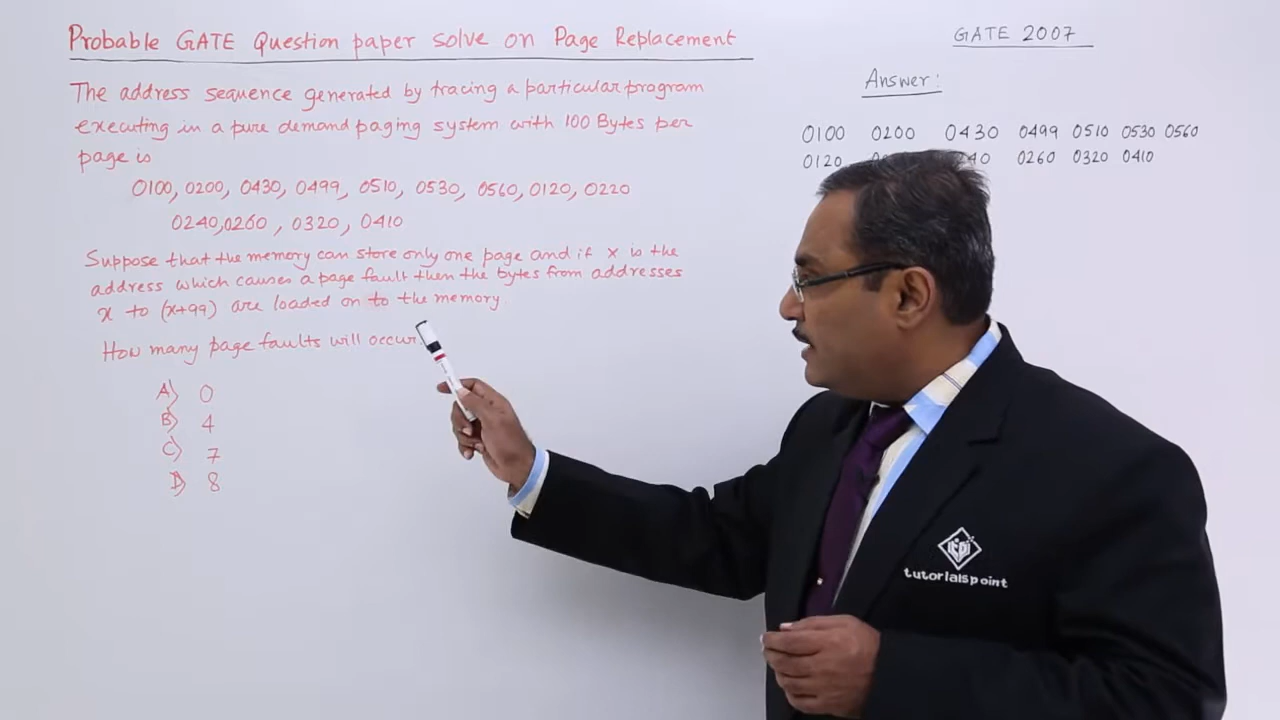 Probable GATE Question paper solve on Page Replacement
GATE 2007
The address sequence generated by tracing a particular program
executing in a pure demand paging system with 100 Bytes per
page is
0100, 0200, 0430, 0499, 0510, 0530, 0560, 0120, 0220
0240, 0260, 0320, 0410
Suppose that the memory can store only one page and if x is the
address which causes a page fault then the bytes from addresses
x to (x+99) are loaded on to the memory.
How many page faults will occur
A) 0
B) 4
C) 7
D) 8
Answer:
0100 0200 0430 0499 0510 0530 0560
0120 0260 0320 0410
tutorialspoint